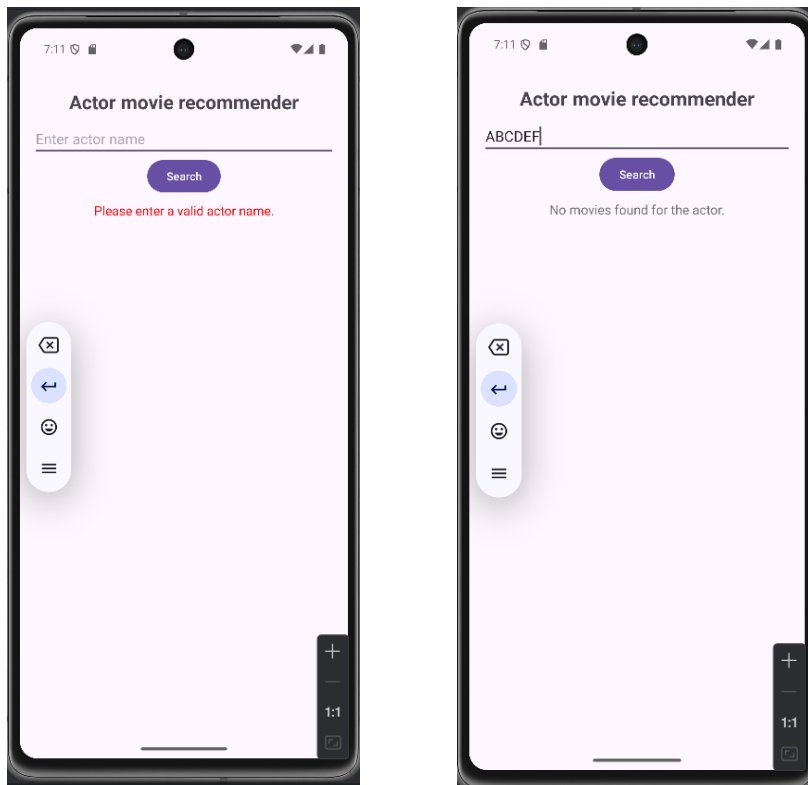 7:11
Actor movie recommender
Enter actor name
Search
Please enter a valid actor name.
1:1
7:11
Actor movie recommender
ABCDEF
Search
No movies found for the actor.
1:1